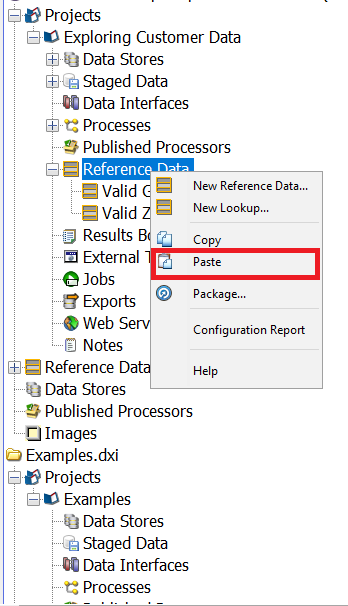 Projects
Exploring Customer Data
Data Stores
Staged Data
Data Interfaces
Processes
Published Processors
Reference Data
Valid G
Valid Z
Results Bo
External T
Jobs
Exports
Web Serv
Notes
New Reference Data...
New Lookup...
Copy
Paste
Package...
Configuration Report
Help
Reference Data
Data Stores
Published Processors
Images
Examples.dxi
Projects
Examples
Data Stores
Staged Data
Data Interfaces
Processes